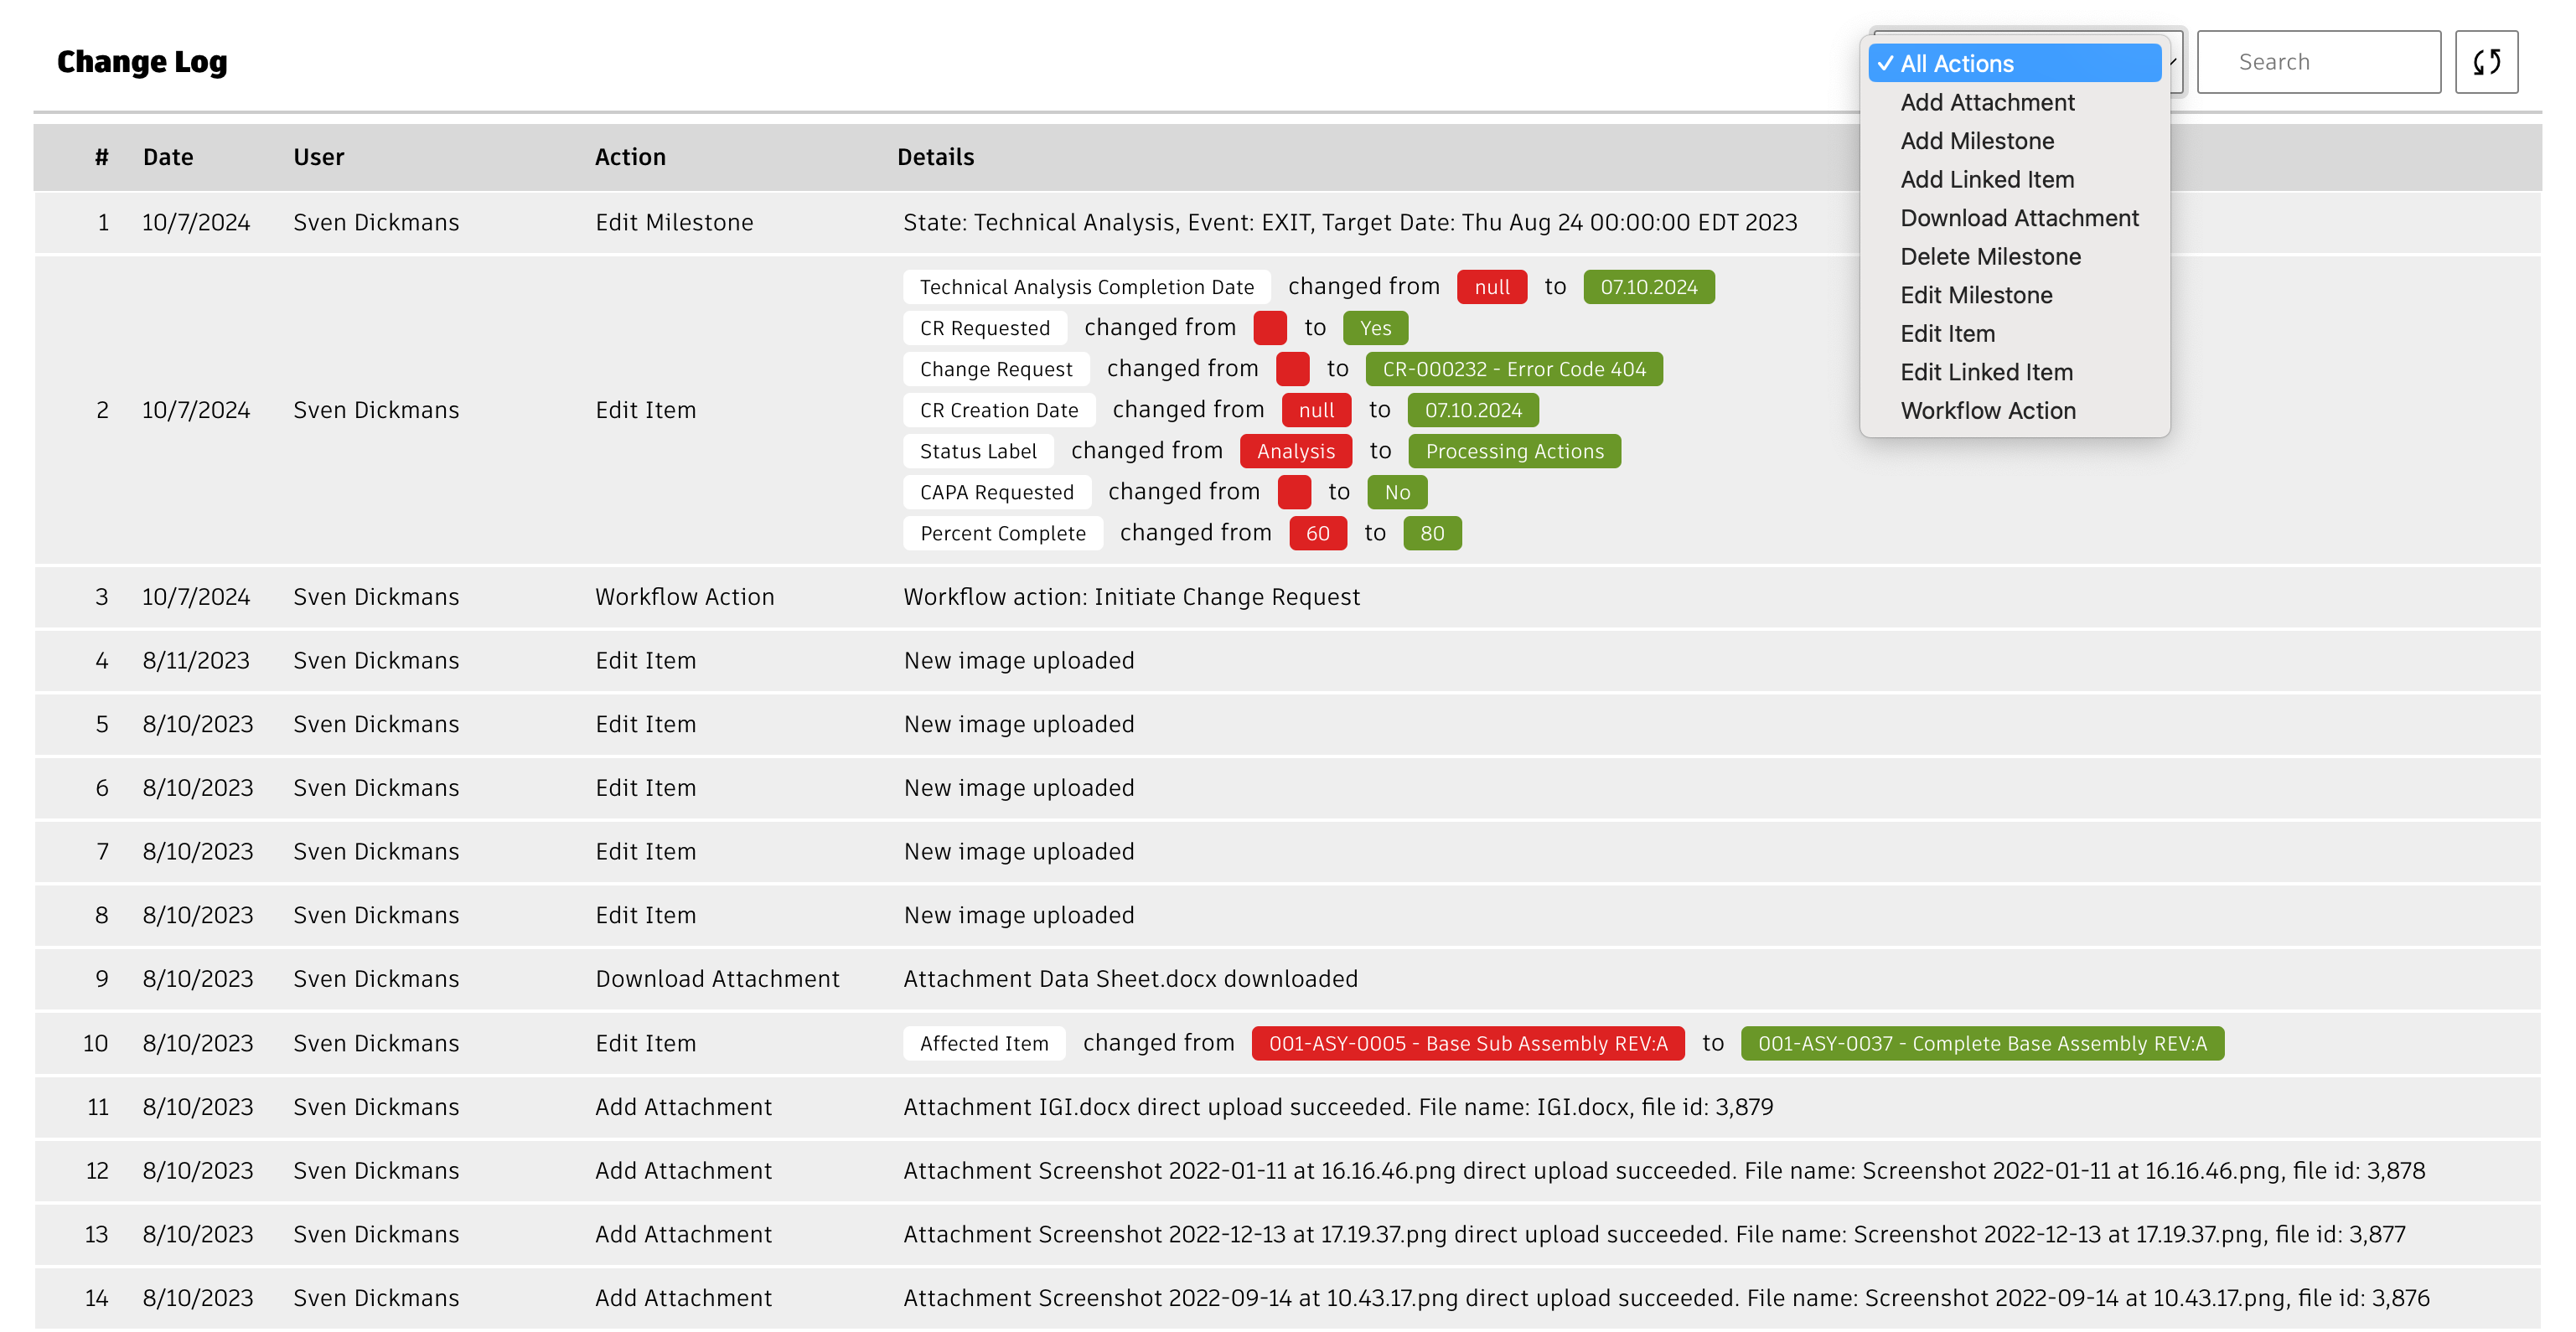 Change Log
Search
✓ All Actions
Add Attachment
Add Milestone
Add Linked Item
Download Attachment
Delete Milestone
Edit Milestone
Edit Item
Edit Linked Item
Workflow Action
# Date User Action Details
1 10/7/2024 Sven Dickmans Edit Milestone State: Technical Analysis, Event: EXIT, Target Date: Thu Aug 24 00:00:00 EDT 2023
2 10/7/2024 Sven Dickmans Edit Item
Technical Analysis Completion Date changed from null to 07.10.2024
CR Requested changed from to Yes
Change Request changed from to CR-000232 - Error Code 404
CR Creation Date changed from null to 07.10.2024
Status Label changed from Analysis to Processing Actions
CAPA Requested changed from to No
Percent Complete changed from 60 to 80
3 10/7/2024 Sven Dickmans Workflow Action Workflow action: Initiate Change Request
4 8/11/2023 Sven Dickmans Edit Item New image uploaded
5 8/10/2023 Sven Dickmans Edit Item New image uploaded
6 8/10/2023 Sven Dickmans Edit Item New image uploaded
7 8/10/2023 Sven Dickmans Edit Item New image uploaded
8 8/10/2023 Sven Dickmans Edit Item New image uploaded
9 8/10/2023 Sven Dickmans Download Attachment Attachment Data Sheet.docx downloaded
10 8/10/2023 Sven Dickmans Edit Item Affected Item changed from 001-ASY-0005 - Base Sub Assembly REV:A to 001-ASY-0037 - Complete Base Assembly REV:A
11 8/10/2023 Sven Dickmans Add Attachment Attachment IGI.docx direct upload succeeded. File name: IGI.docx, file id: 3,879
12 8/10/2023 Sven Dickmans Add Attachment Attachment Screenshot 2022-01-11 at 16.16.46.png direct upload succeeded. File name: Screenshot 2022-01-11 at 16.16.46.png, file id: 3,878
13 8/10/2023 Sven Dickmans Add Attachment Attachment Screenshot 2022-12-13 at 17.19.37.png direct upload succeeded. File name: Screenshot 2022-12-13 at 17.19.37.png, file id: 3,877
14 8/10/2023 Sven Dickmans Add Attachment Attachment Screenshot 2022-09-14 at 10.43.17.png direct upload succeeded. File name: Screenshot 2022-09-14 at 10.43.17.png, file id: 3,876